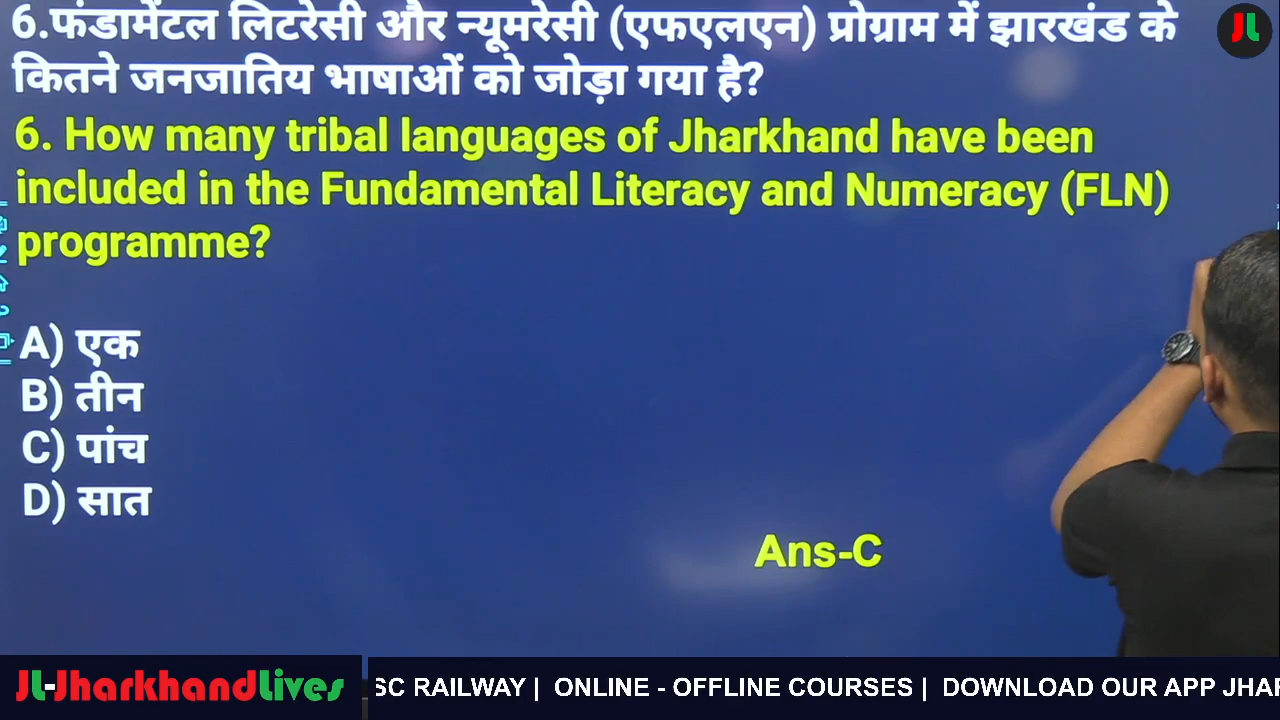 6.फंडामेंटल लिटरेसी और न्यूमरेसी (एफएलएन) प्रोग्राम में झारखंड के
कितने जनजातिय भाषाओं को जोड़ा गया है?
6. How many tribal languages of Jharkhand have been
included in the Fundamental Literacy and Numeracy (FLN)
programme?
A) एक
B) तीन
C) पांच
D) सात
Ans-C
JL
JL-JharkhandLives
SC RAILWAY | ONLINE - OFFLINE COURSES | DOWNLOAD OUR APP JHAR